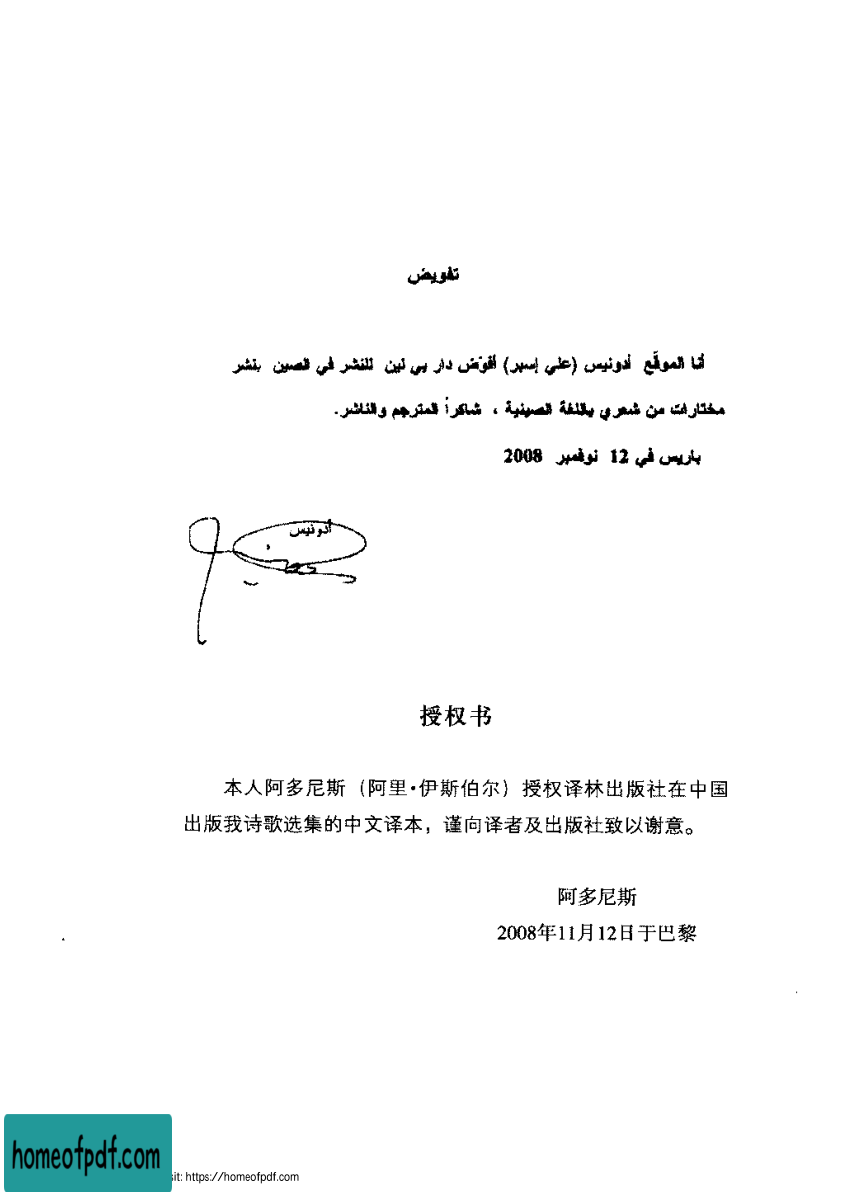 تفويض
أنا الموقّع أدونيس (علي إسبر) أفوّض دار يي لين للنشر في الصين بنشر
مختارات من شعري باللغة الصينية ، شاكراً المترجم والناشر.
باريس في 12 نوفمبر 2008
أدونيس
授权书
本人阿多尼斯（阿里·伊斯伯尔）授权译林出版社在中国
出版我诗歌选集的中文译本，谨向译者及出版社致以谢意。
阿多尼斯
2008年11月12日于巴黎
homeofpdf.com
sit: https://homeofpdf.com